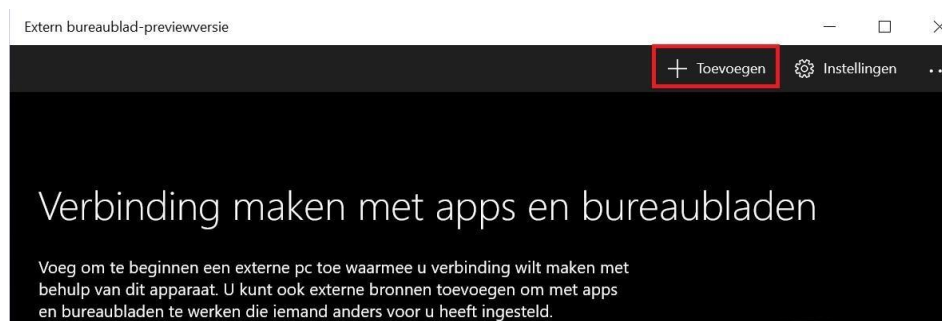 Extern bureaublad-previewversie
Toevoegen Instellingen
Verbinding maken met apps en bureaubladen
Voeg om te beginnen een externe pc toe waarmee u verbinding wilt maken met
behulp van dit apparaat. U kunt ook externe bronnen toevoegen om met apps
en bureaubladen te werken die iemand anders voor u heeft ingesteld.